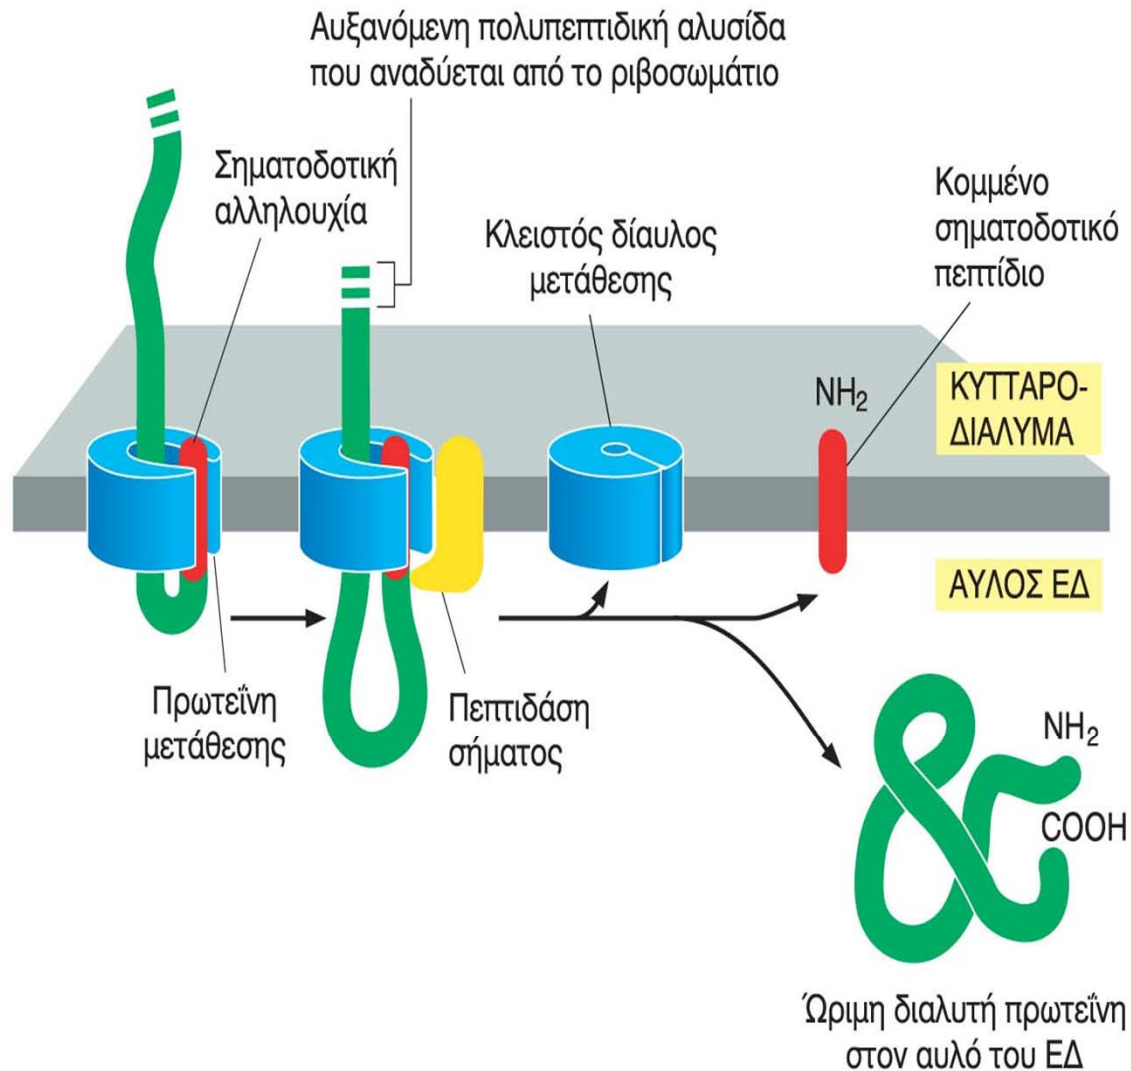 Αυξανόμενη πολυπεπτιδική αλυσίδα
που αναδύεται από το ριβοσωμάτιο
Σηματοδοτική
αλληλουχία
Κλειστός δίαυλος
μετάθεσης
Κομμένο
σηματοδοτικό
πεπτίδιο
NH2
ΚΥΤΤΑΡΟ-
ΔΙΑΛΥΜΑ
ΑΥΛΟΣ ΕΔ
Πρωτεΐνη
μετάθεσης
Πεπτιδάση
σήματος
NH2
COOH
Ώριμη διαλυτή πρωτεΐνη
στον αυλό του ΕΔ